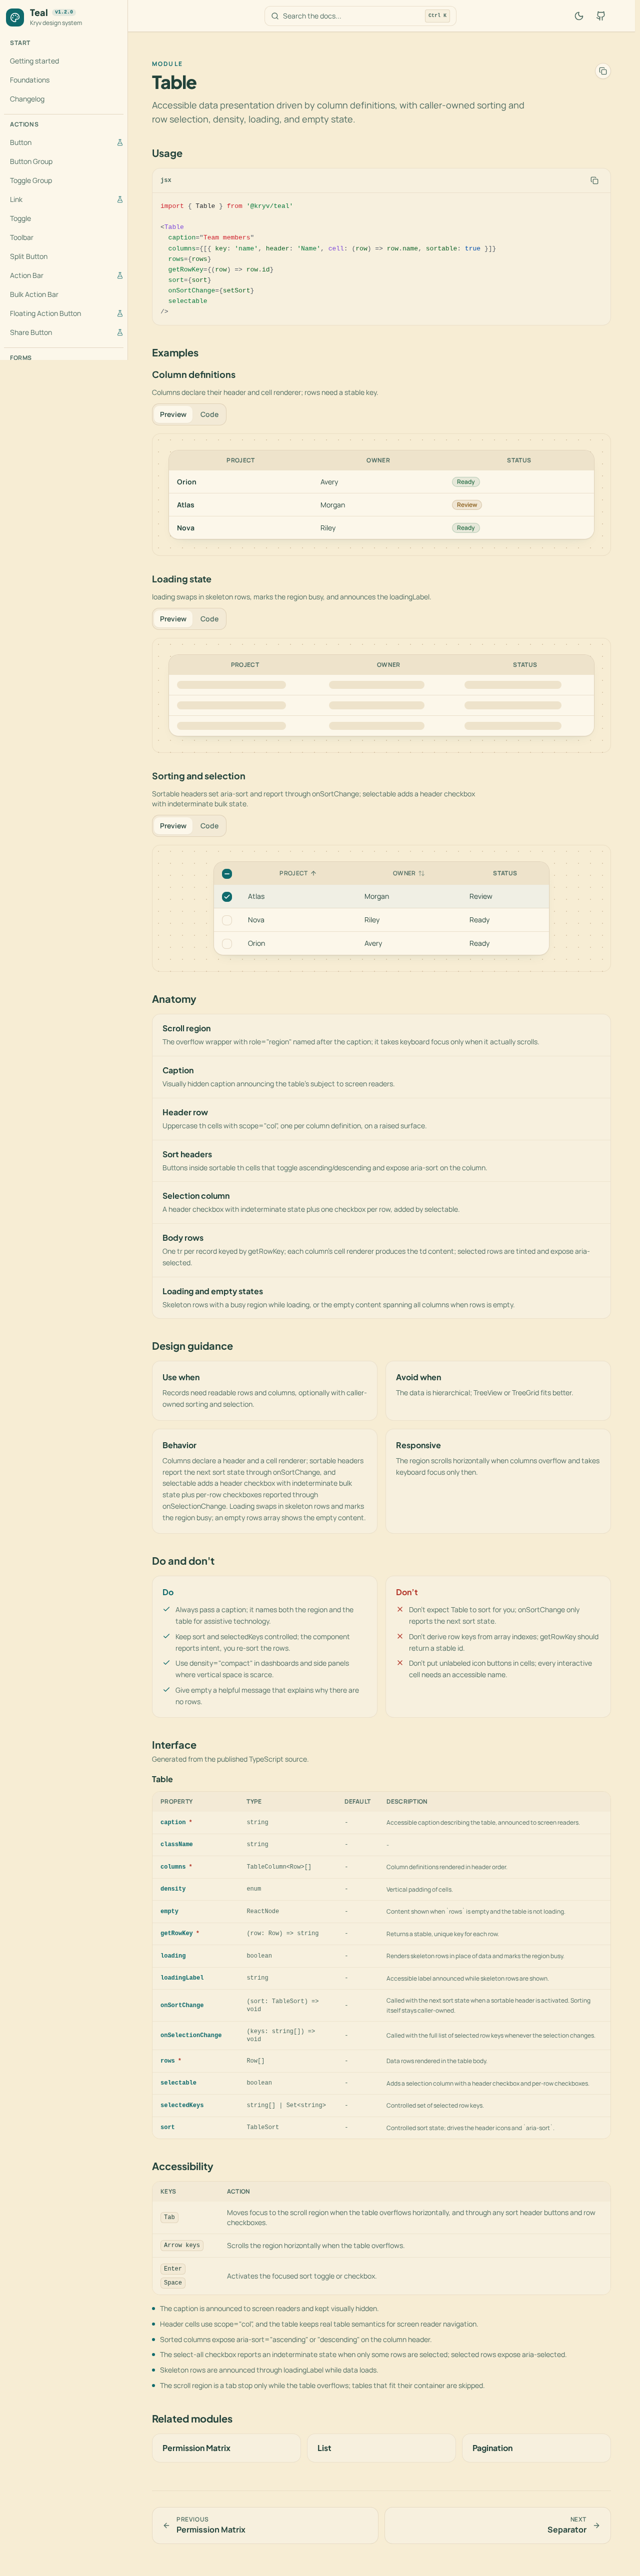 Teal v1.2.0
Kryv design system
Search the docs...
Ctrl K
START
Getting started
Foundations
Changelog
ACTIONS
Button
Button Group
Toggle Group
Link
Toggle
Toolbar
Split Button
Action Bar
Bulk Action Bar
Floating Action Button
Share Button
FORMS
MODULE
Table
Accessible data presentation driven by column definitions, with caller-owned sorting and
row selection, density, loading, and empty state.
Usage
jsx
import { Table } from '@kryv/teal'
<Table
caption="Team members"
columns={[{ key: 'name', header: 'Name', cell: (row) => row.name, sortable: true }]}
rows={rows}
getRowKey={(row) => row.id}
sort={sort}
onSortChange={setSort}
selectable
/>
Examples
Column definitions
Columns declare their header and cell renderer; rows need a stable key.
Preview Code
PROJECT OWNER STATUS
Orion Avery Ready
Atlas Morgan Review
Nova Riley Ready
Loading state
loading swaps in skeleton rows, marks the region busy, and announces the loadingLabel.
Preview Code
PROJECT OWNER STATUS
Sorting and selection
Sortable headers set aria-sort and report through onSortChange; selectable adds a header checkbox
with indeterminate bulk state.
Preview Code
PROJECT OWNER STATUS
Atlas Morgan Review
Nova Riley Ready
Orion Avery Ready
Anatomy
Scroll region
The overflow wrapper with role="region" named after the caption; it takes keyboard focus only when it actually scrolls.
Caption
Visually hidden caption announcing the table's subject to screen readers.
Header row
Uppercase th cells with scope="col", one per column definition, on a raised surface.
Sort headers
Buttons inside sortable th cells that toggle ascending/descending and expose aria-sort on the column.
Selection column
A header checkbox with indeterminate state plus one checkbox per row, added by selectable.
Body rows
One tr per record keyed by getRowKey; each column's cell renderer produces the td content; selected rows are tinted and expose aria-
selected.
Loading and empty states
Skeleton rows with a busy region while loading, or the empty content spanning all columns when rows is empty.
Design guidance
Use when
Records need readable rows and columns, optionally with caller-
owned sorting and selection.
Avoid when
The data is hierarchical; TreeView or TreeGrid fits better.
Behavior
Columns declare a header and a cell renderer; sortable headers
report the next sort state through onSortChange, and
selectable adds a header checkbox with indeterminate bulk
state plus per-row checkboxes reported through
onSelectionChange. Loading swaps in skeleton rows and marks
the region busy; an empty rows array shows the empty content.
Responsive
The region scrolls horizontally when columns overflow and takes
keyboard focus only then.
Do and don't
Do
Always pass a caption; it names both the region and the
table for assistive technology.
Keep sort and selectedKeys controlled; the component
reports intent, you re-sort the rows.
Use density="compact" in dashboards and side panels
where vertical space is scarce.
Give empty a helpful message that explains why there are
no rows.
Don't
Don't expect Table to sort for you; onSortChange only
reports the next sort state.
Don't derive row keys from array indexes; getRowKey should
return a stable id.
Don't put unlabeled icon buttons in cells; every interactive
cell needs an accessible name.
Interface
Generated from the published TypeScript source.
Table
PROPERTY TYPE DEFAULT DESCRIPTION
caption * string - Accessible caption describing the table, announced to screen readers.
className string - -
columns * TableColumn<Row>[] - Column definitions rendered in header order.
density enum - Vertical padding of cells.
empty ReactNode - Content shown when `rows` is empty and the table is not loading.
getRowKey * (row: Row) => string - Returns a stable, unique key for each row.
loading boolean - Renders skeleton rows in place of data and marks the region busy.
loadingLabel string - Accessible label announced while skeleton rows are shown.
onSortChange (sort: TableSort) => void - Called with the next sort state when a sortable header is activated. Sorting itself stays caller-owned.
onSelectionChange (keys: string[]) => void - Called with the full list of selected row keys whenever the selection changes.
rows * Row[] - Data rows rendered in the table body.
selectable boolean - Adds a selection column with a header checkbox and per-row checkboxes.
selectedKeys string[] | Set<string> - Controlled set of selected row keys.
sort TableSort - Controlled sort state; drives the header icons and `aria-sort`.
Accessibility
KEYS ACTION
Tab Moves focus to the scroll region when the table overflows horizontally, and through any sort header buttons and row
checkboxes.
Arrow keys Scrolls the region horizontally when the table overflows.
Enter
Space
Activates the focused sort toggle or checkbox.
The caption is announced to screen readers and kept visually hidden.
Header cells use scope="col", and the table keeps real table semantics for screen reader navigation.
Sorted columns expose aria-sort="ascending" or "descending" on the column header.
The select-all checkbox reports an indeterminate state when only some rows are selected; selected rows expose aria-selected.
Skeleton rows are announced through loadingLabel while data loads.
The scroll region is a tab stop only while the table overflows; tables that fit their container are skipped.
Related modules
Permission Matrix
List
Pagination
PREVIOUS
Permission Matrix
NEXT
Separator